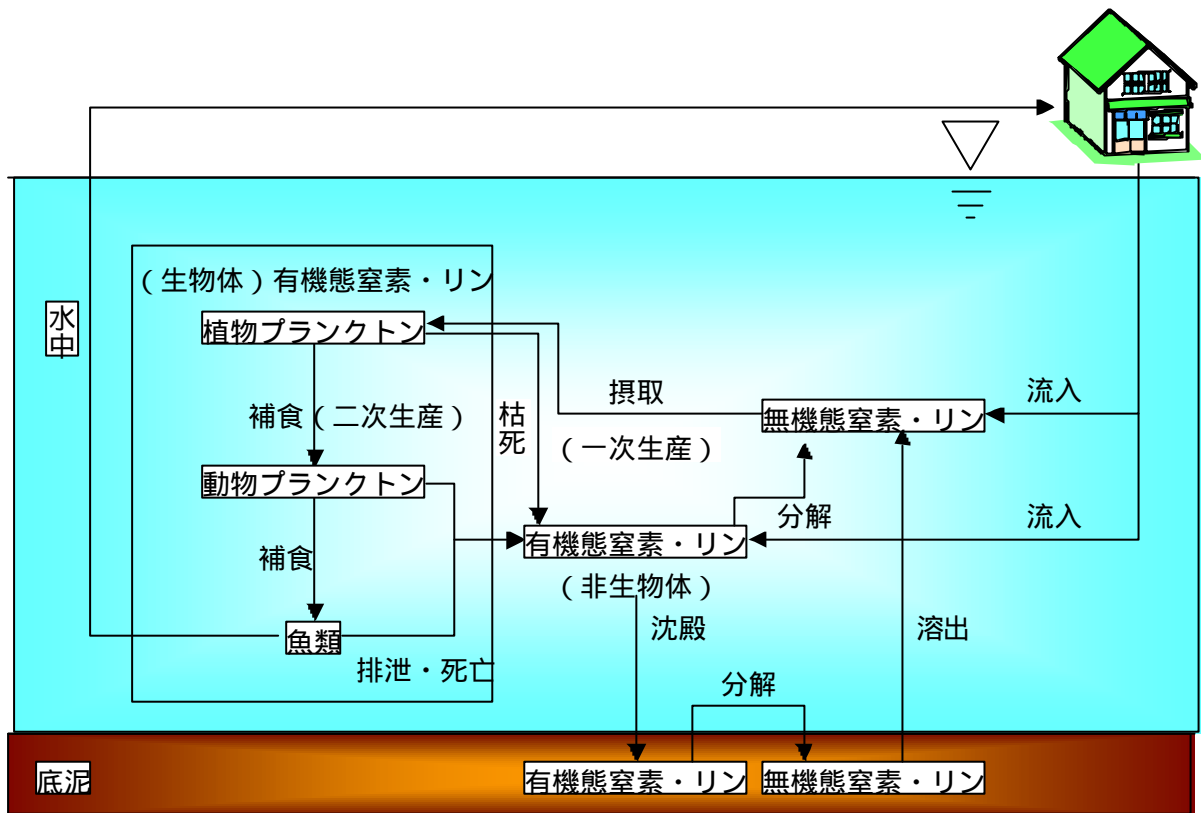 （生物体）有機態窒素・リン
水中
植物プランクトン
摂取
流入
補食（二次生産）
枯死
無機態窒素・リン
（一次生産）
動物プランクトン
分解
流入
有機態窒素・リン
補食
（非生物体）
魚類
沈殿
溶出
排泄・死亡
分解
底泥
有機態窒素・リン
無機態窒素・リン